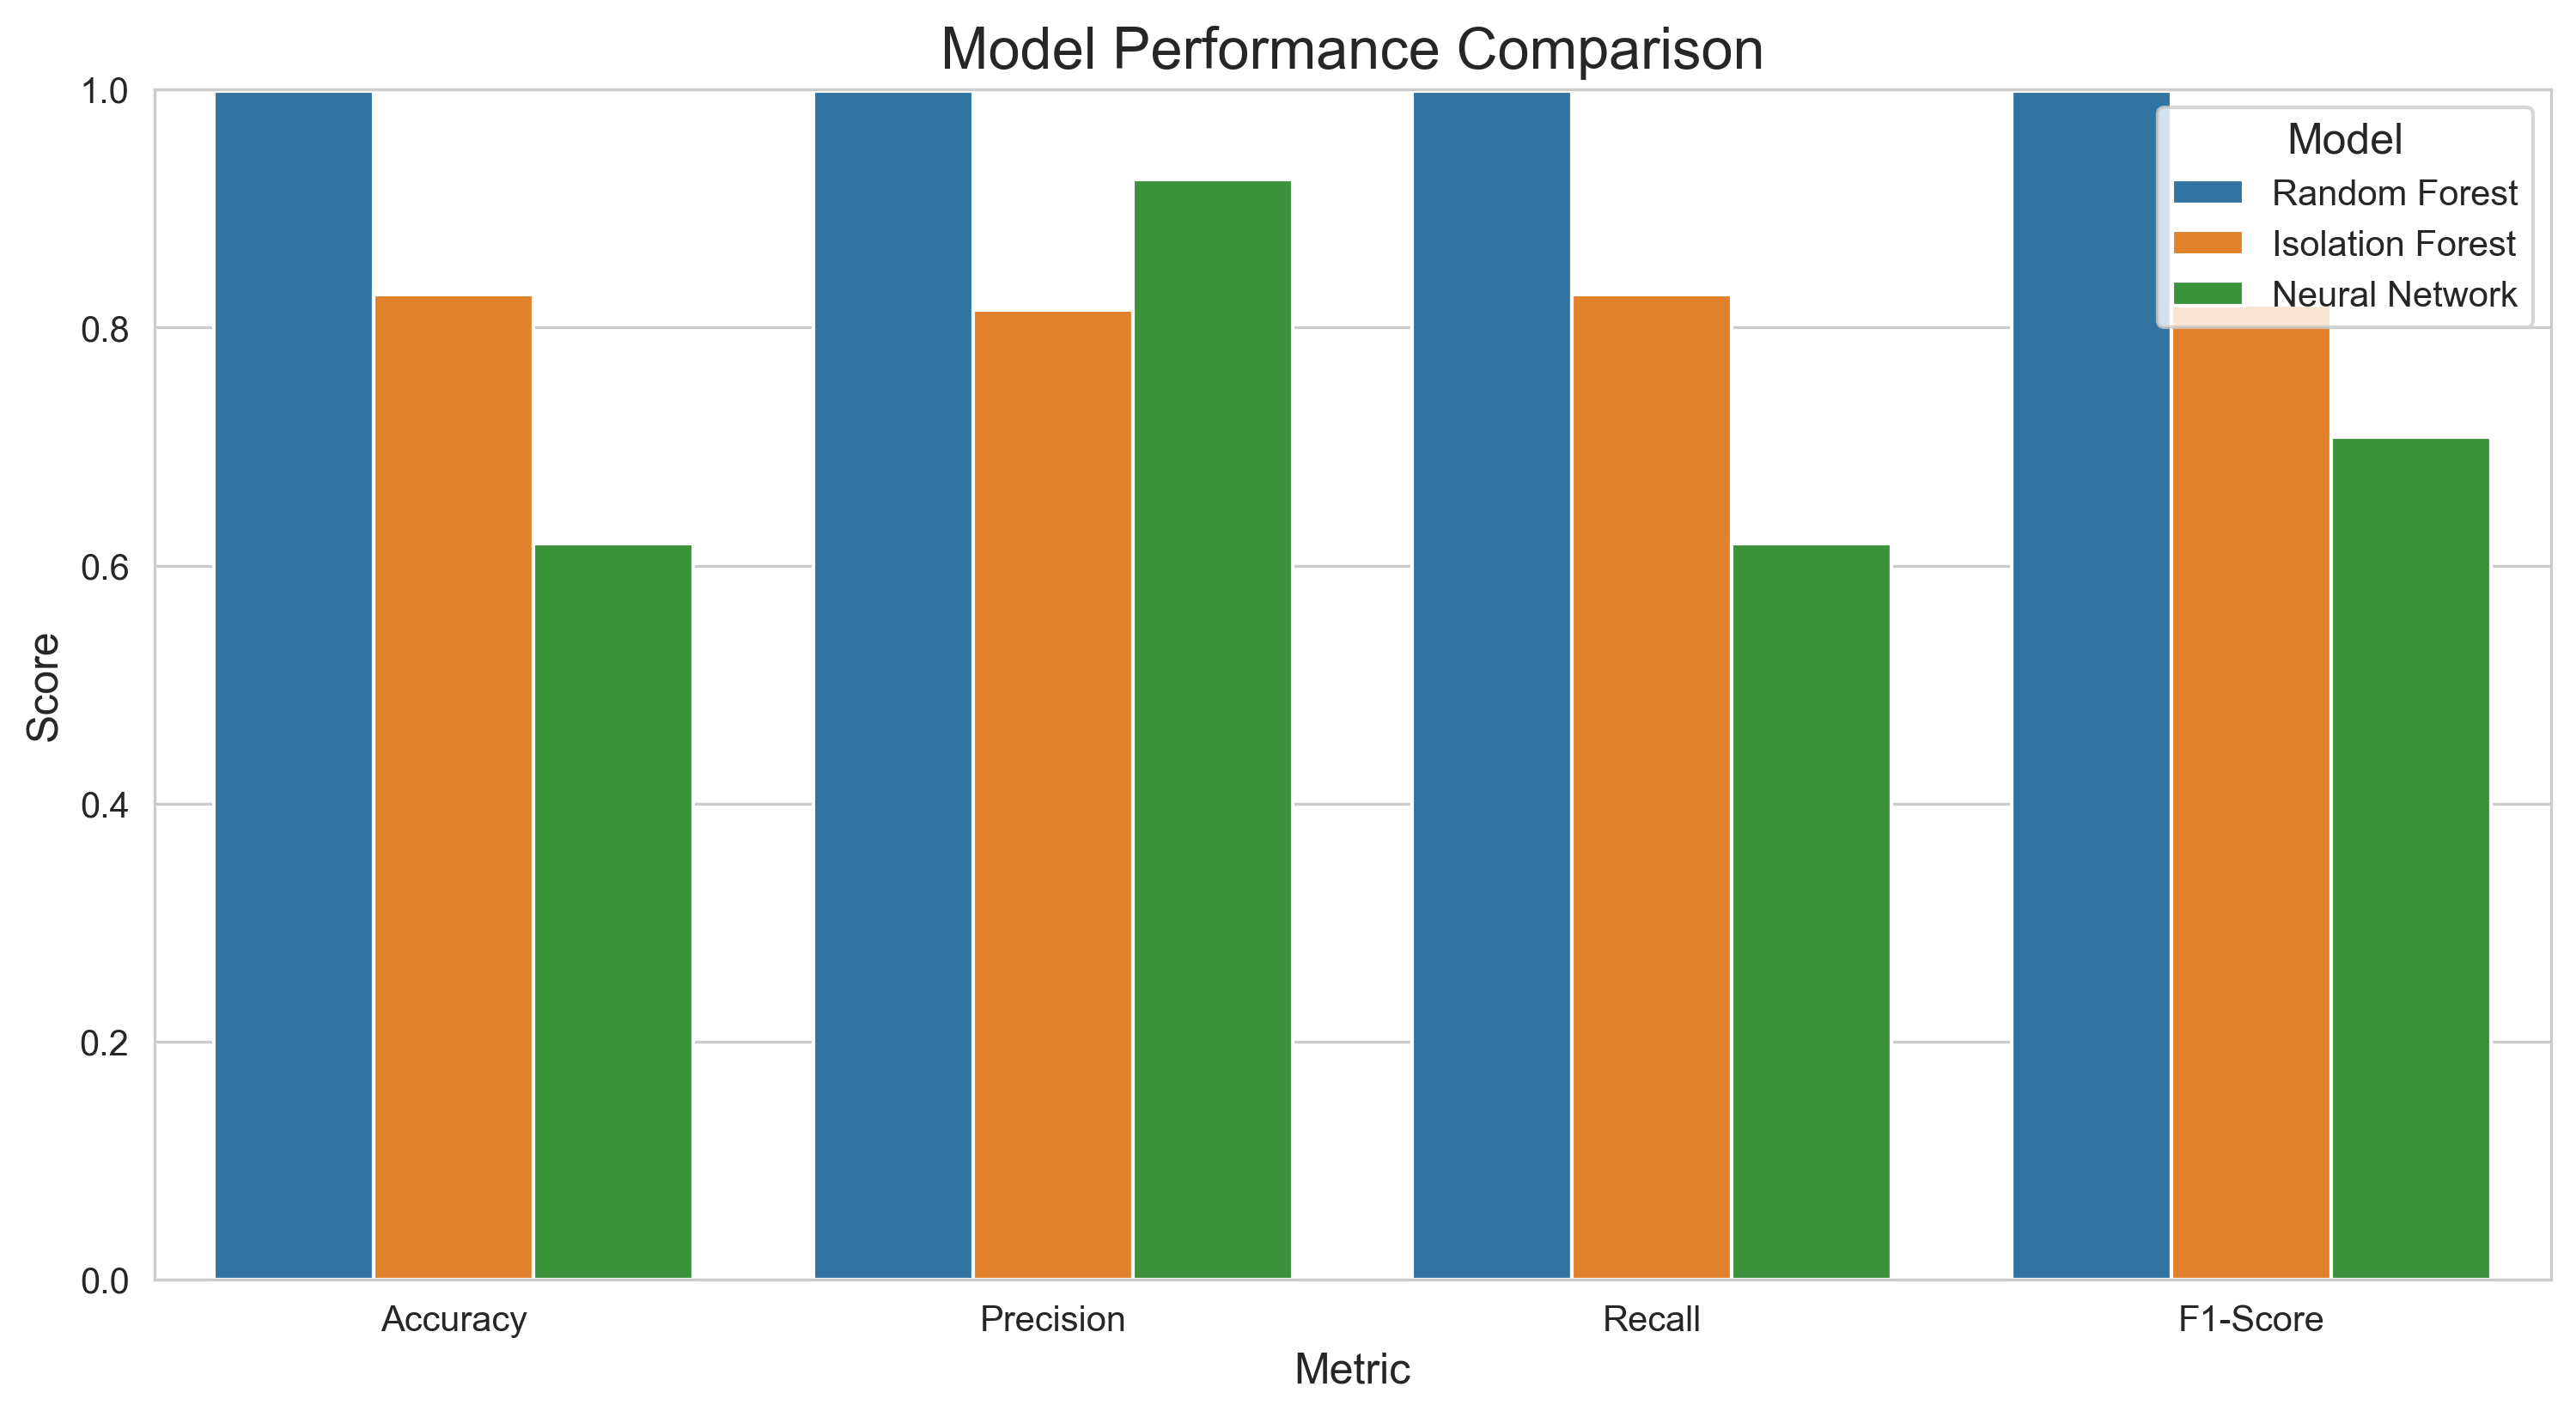 Model Performance Comparison
1.0
0.8
0.6
0.4
0.2
0.0
Score
Model
Random Forest
Isolation Forest
Neural Network
Accuracy
Precision
Recall
F1-Score
Metric